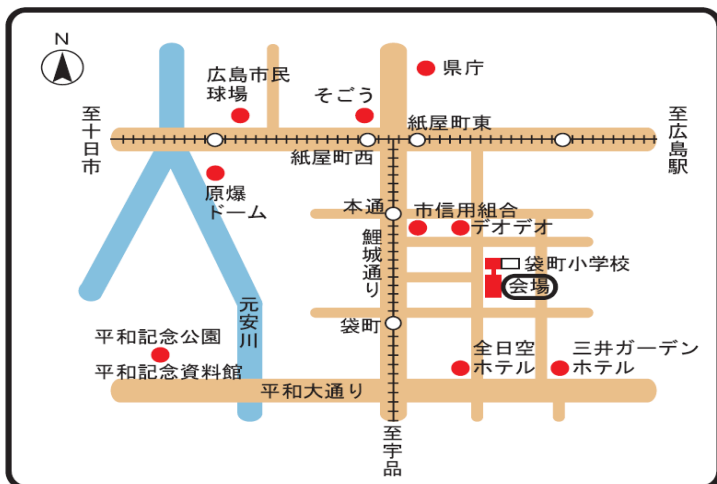 N
県庁
広島市民
球場
そごう
至十日市
紙屋町東
至広島駅
紙屋町西
原爆
ドーム
本通
市信用組合
デオデオ
鯉城通り
袋町小学校
会場
元安川
袋町
平和記念公園
平和記念資料館
全日空
ホテル
三井ガーデン
ホテル
平和大通り
至宇品